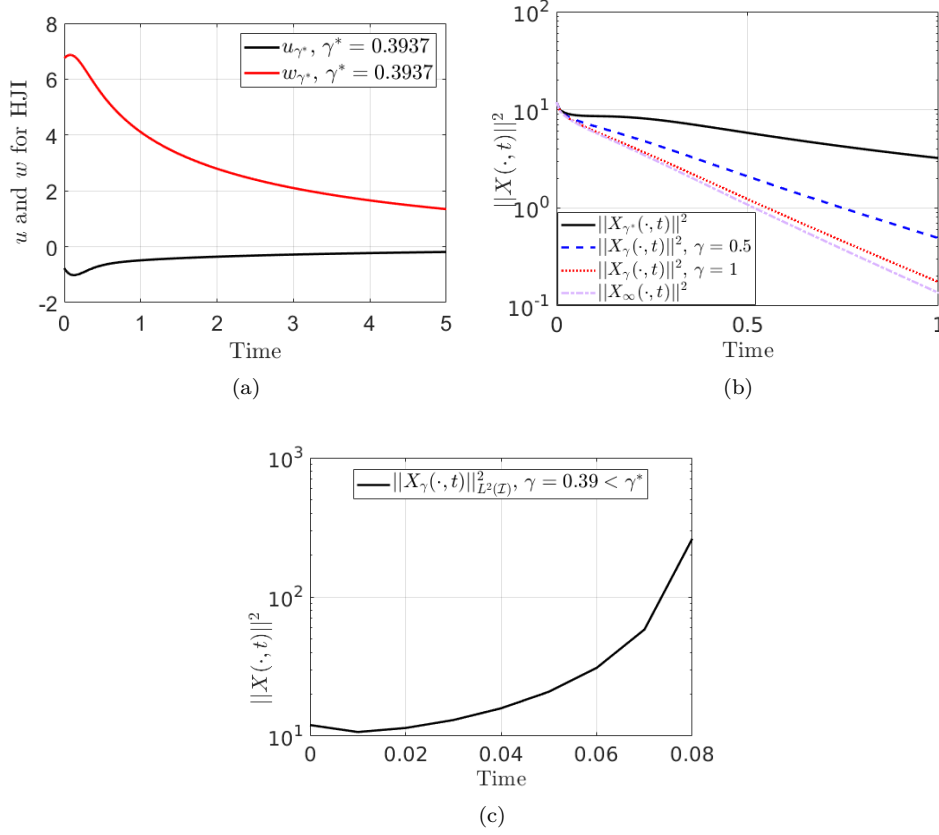 8
6
4
2
0
-2
u and w for HJI
u_{γ*}, γ* = 0.3937
w_{γ*}, γ* = 0.3937
0 1 2 3 4 5
Time
(a)
10^2
10^1
10^0
10^{-1}
||X(·,t)||^2
||X_{γ*}(·,t)||^2
||X_γ(·,t)||^2, γ = 0.5
||X_γ(·,t)||^2, γ = 1
||X_∞(·,t)||^2
0 0.5 1
Time
(b)
10^3
10^2
10^1
||X(·,t)||^2
||X_γ(·,t)||^2_{L^2(𝓘)}, γ = 0.39 < γ*
0 0.02 0.04 0.06 0.08
Time
(c)